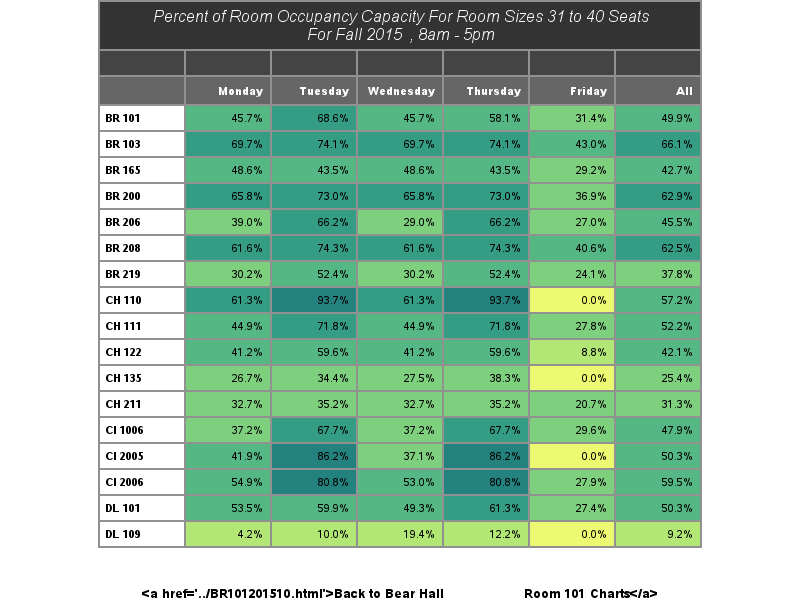 Percent of Room Occupancy Capacity For Room Sizes 31 to 40 Seats
For Fall 2015 , 8am - 5pm
Monday Tuesday Wednesday Thursday Friday All
BR 101 45.7% 68.6% 45.7% 58.1% 31.4% 49.9%
BR 103 69.7% 74.1% 69.7% 74.1% 43.0% 66.1%
BR 165 48.6% 43.5% 48.6% 43.5% 29.2% 42.7%
BR 200 65.8% 73.0% 65.8% 73.0% 36.9% 62.9%
BR 206 39.0% 66.2% 29.0% 66.2% 27.0% 45.5%
BR 208 61.6% 74.3% 61.6% 74.3% 40.6% 62.5%
BR 219 30.2% 52.4% 30.2% 52.4% 24.1% 37.8%
CH 110 61.3% 93.7% 61.3% 93.7% 0.0% 57.2%
CH 111 44.9% 71.8% 44.9% 71.8% 27.8% 52.2%
CH 122 41.2% 59.6% 41.2% 59.6% 8.8% 42.1%
CH 135 26.7% 34.4% 27.5% 38.3% 0.0% 25.4%
CH 211 32.7% 35.2% 32.7% 35.2% 20.7% 31.3%
CI 1006 37.2% 67.7% 37.2% 67.7% 29.6% 47.9%
CI 2005 41.9% 86.2% 37.1% 86.2% 0.0% 50.3%
CI 2006 54.9% 80.8% 53.0% 80.8% 27.9% 59.5%
DL 101 53.5% 59.9% 49.3% 61.3% 27.4% 50.3%
DL 109 4.2% 10.0% 19.4% 12.2% 0.0% 9.2%
<a href='../BR101201510.html'>Back to Bear Hall Room 101 Charts</a>